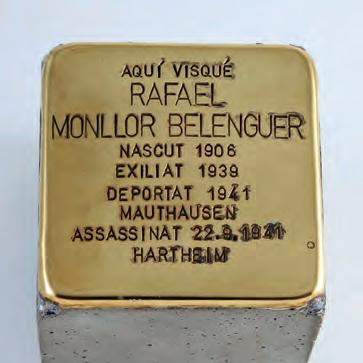 AQUÍ VISQUÉ
RAFAEL
MONLLOR BELENGUER
NASCUT 1906
EXILIAT 1939
DEPORTAT 1941
MAUTHAUSEN
ASSASSINAT 22.9.1941
HARTHEIM